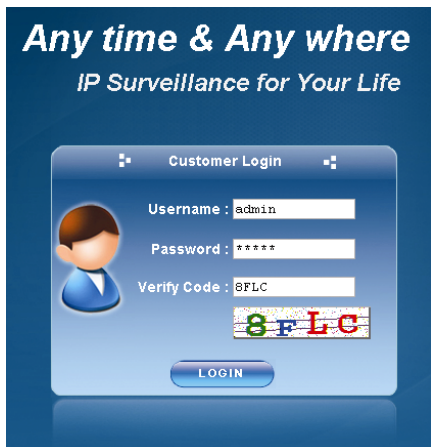 Any time & Any where
IP Surveillance for Your Life
Customer Login
Username : admin
Password : *****
Verify Code : 8FLC
8FLC
LOGIN